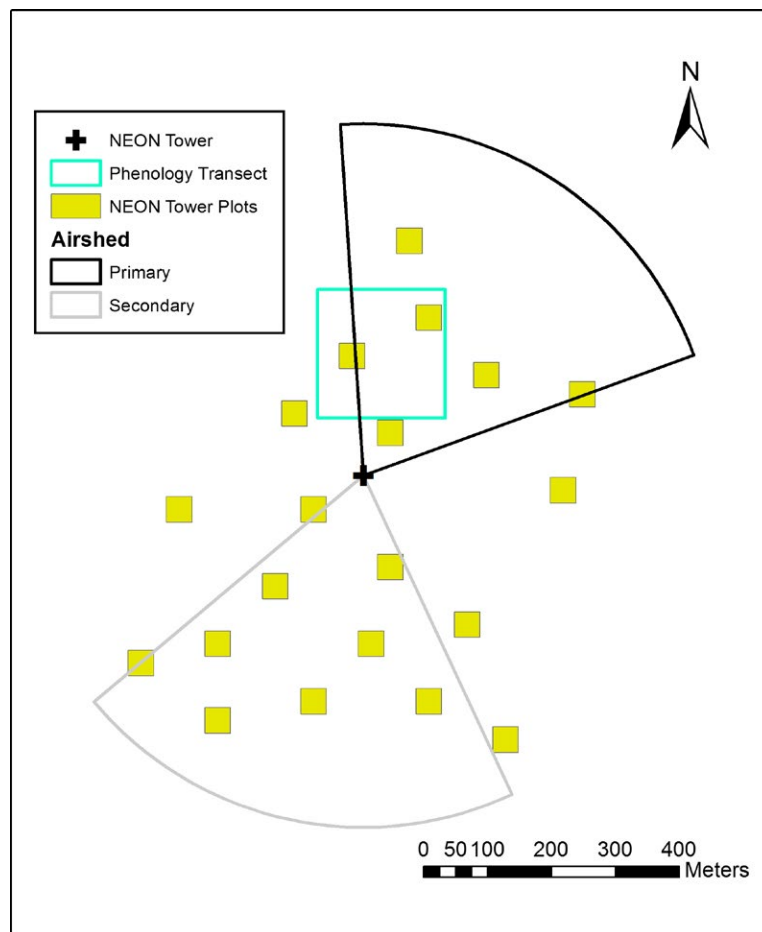 N
NEON Tower
Phenology Transect
NEON Tower Plots
Airshed
Primary
Secondary
0 50 100 200 300 400
Meters